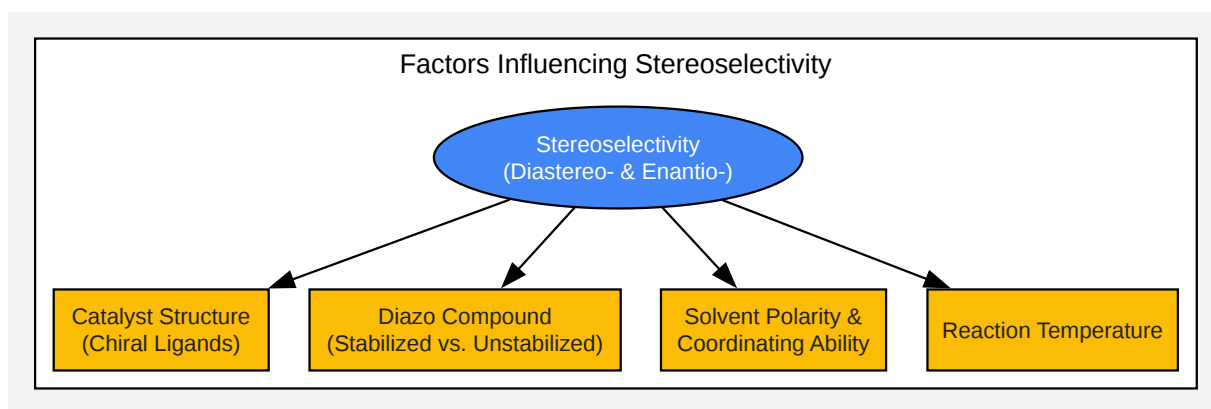 Factors Influencing Stereoselectivity
Stereoselectivity
(Diastereo- & Enantio-)
Catalyst Structure
(Chiral Ligands)
Diazo Compound
(Stabilized vs. Unstabilized)
Solvent Polarity &
Coordinating Ability
Reaction Temperature